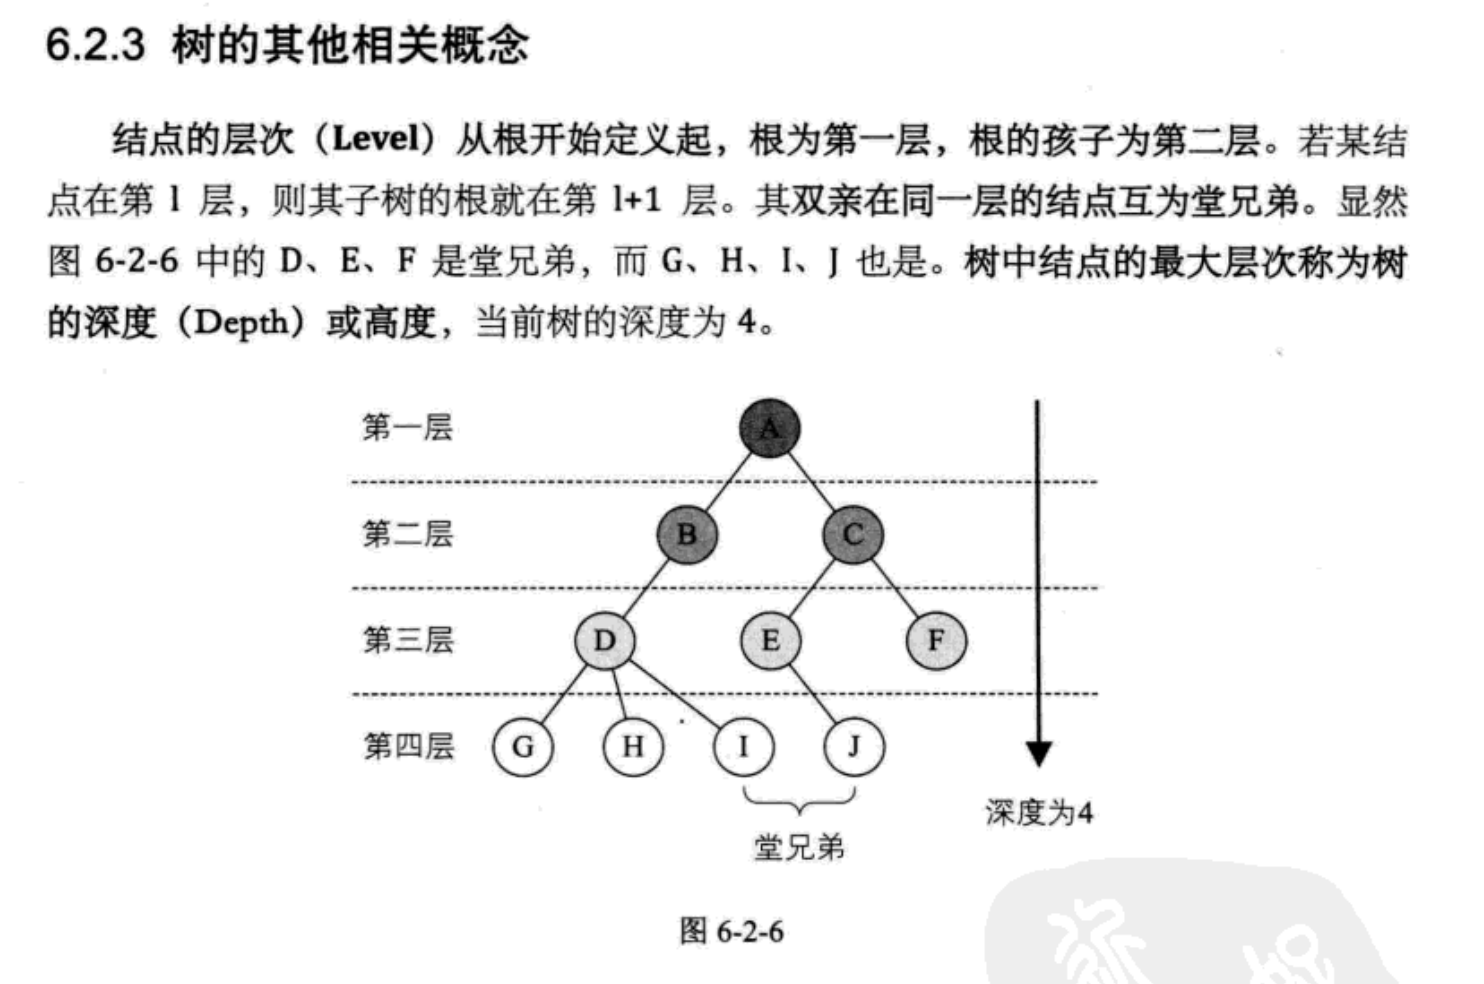 6.2.3 树的其他相关概念
结点的层次（Level）从根开始定义起，根为第一层，根的孩子为第二层。若某结
点在第 l 层，则其子树的根就在第 l+1 层。其双亲在同一层的结点互为堂兄弟。显然
图 6-2-6 中的 D、E、F 是堂兄弟，而 G、H、I、J 也是。树中结点的最大层次称为树
的深度（Depth）或高度，当前树的深度为 4。
第一层
A
第二层
B
C
第三层
D
E
F
第四层
G
H
I
J
堂兄弟
深度为4
图 6-2-6